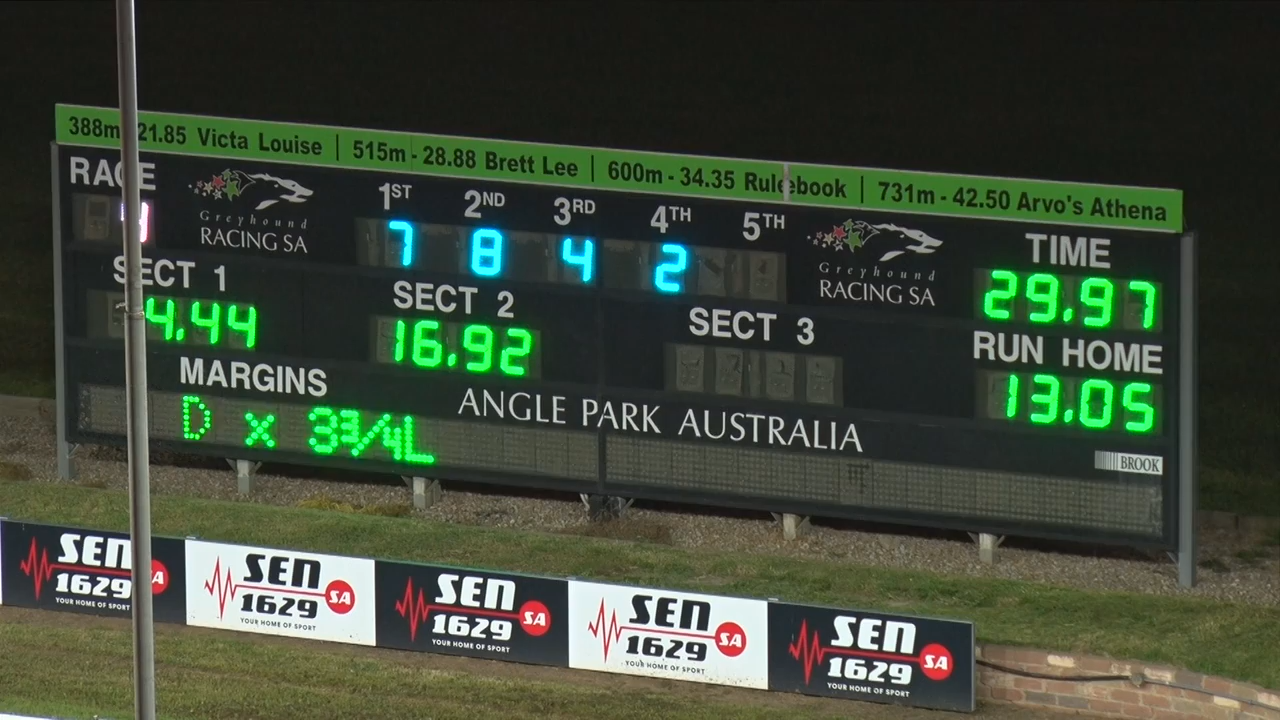 388m 21.85 Victa Louise | 515m - 28.88 Brett Lee | 600m - 34.35 Rulebook | 731m - 42.50 Arvo's Athena
RACE
Greyhound
RACING SA
1ST 2ND 3RD 4TH 5TH
7 8 4 2
Greyhound
RACING SA
TIME
29.97
SECT 1
4.44
SECT 2
16.92
SECT 3
RUN HOME
13.05
MARGINS
D x 3¾L
ANGLE PARK AUSTRALIA
BROOK
SEN
1629 SA
YOUR HOME OF SPORT
SEN
1629 SA
YOUR HOME OF SPORT
SEN
1629 SA
YOUR HOME OF SPORT
SEN
1629 SA
YOUR HOME OF SPORT
SEN
1629 SA
YOUR HOME OF SPORT